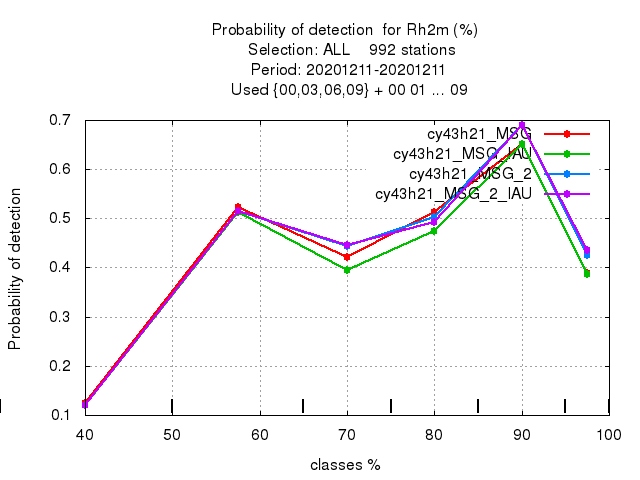 Probability of detection  for Rh2m (%)
Selection: ALL    992 stations
Period: 20201211-20201211
Used {00,03,06,09} + 00 01 ... 09
0.7
0.6
0.5
0.4
0.3
0.2
0.1
Probability of detection
cy43h21_MSG
cy43h21_MSG_IAU
cy43h21_MSG_2
cy43h21_MSG_2_IAU
40 50 60 70 80 90 100
classes %